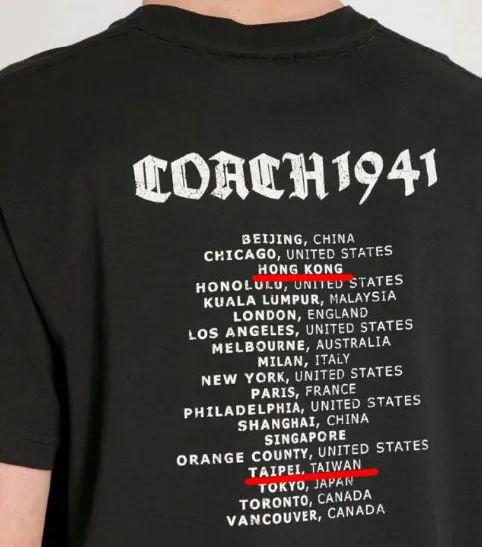 COACH 1941
BEIJING, CHINA
CHICAGO, UNITED STATES
HONG KONG
HONOLULU, UNITED STATES
KUALA LUMPUR, MALAYSIA
LONDON, ENGLAND
LOS ANGELES, UNITED STATES
MELBOURNE, AUSTRALIA
MILAN, ITALY
NEW YORK, UNITED STATES
PARIS, FRANCE
PHILADELPHIA, UNITED STATES
SHANGHAI, CHINA
SINGAPORE
ORANGE COUNTY, UNITED STATES
TAIPEI, TAIWAN
TOKYO, JAPAN
TORONTO, CANADA
VANCOUVER, CANADA